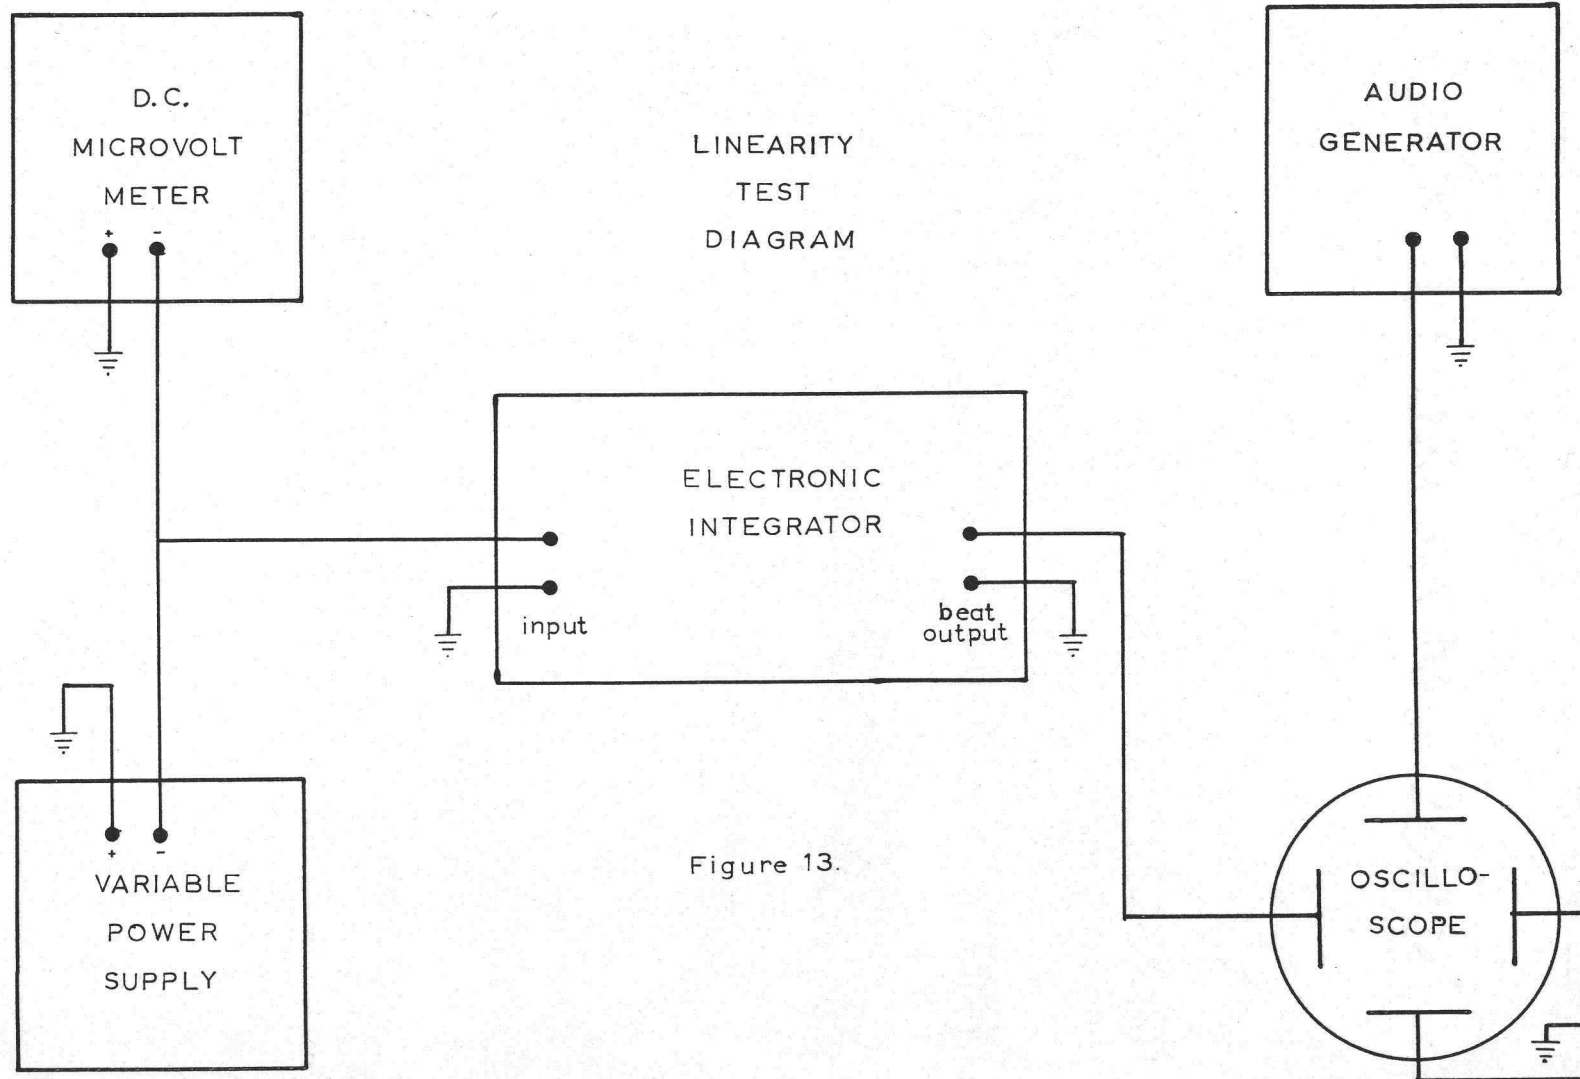 D.C.
MICROVOLT
METER
+ -
LINEARITY
TEST
DIAGRAM
AUDIO
GENERATOR
ELECTRONIC
INTEGRATOR
input
beat
output
+ -
VARIABLE
POWER
SUPPLY
Figure 13.
OSCILLO-
SCOPE